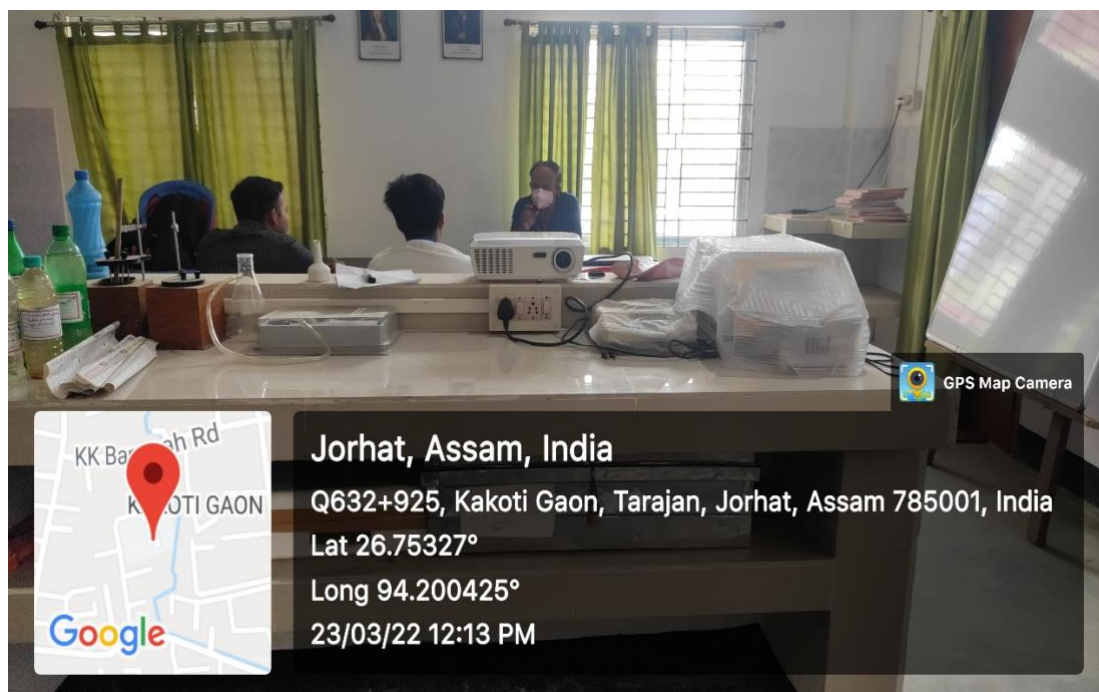 GPS Map Camera
KK Ba
ah Rd
OTI GAON
Google
Jorhat, Assam, India
Q632+925, Kakoti Gaon, Tarajan, Jorhat, Assam 785001, India
Lat 26.75327°
Long 94.200425°
23/03/22 12:13 PM